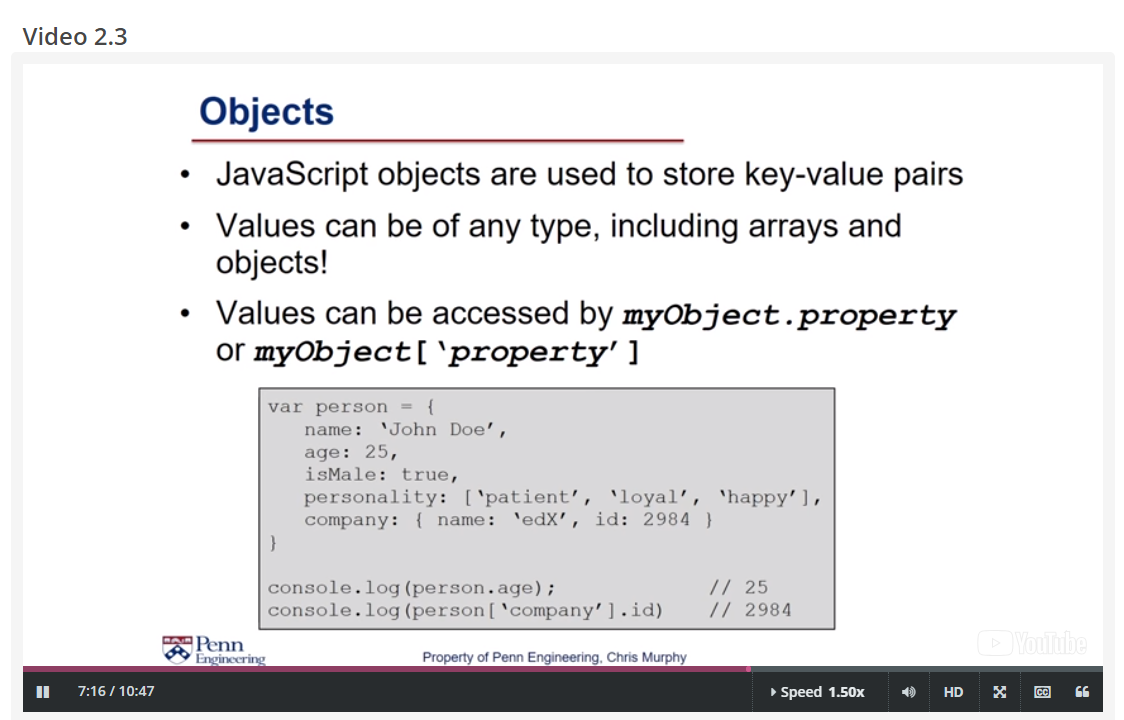 Video 2.3
Objects
• JavaScript objects are used to store key-value pairs
• Values can be of any type, including arrays and
objects!
• Values can be accessed by myObject.property
or myObject[‘property’]
var person = {
name: ‘John Doe’,
age: 25,
isMale: true,
personality: [‘patient’, ‘loyal’, ‘happy’],
company: { name: ‘edX’, id: 2984 }
}
console.log(person.age); // 25
console.log(person[‘company’].id) // 2984
Penn
Engineering
Property of Penn Engineering, Chris Murphy
YouTube
7:16 / 10:47
Speed 1.50x
HD
CC